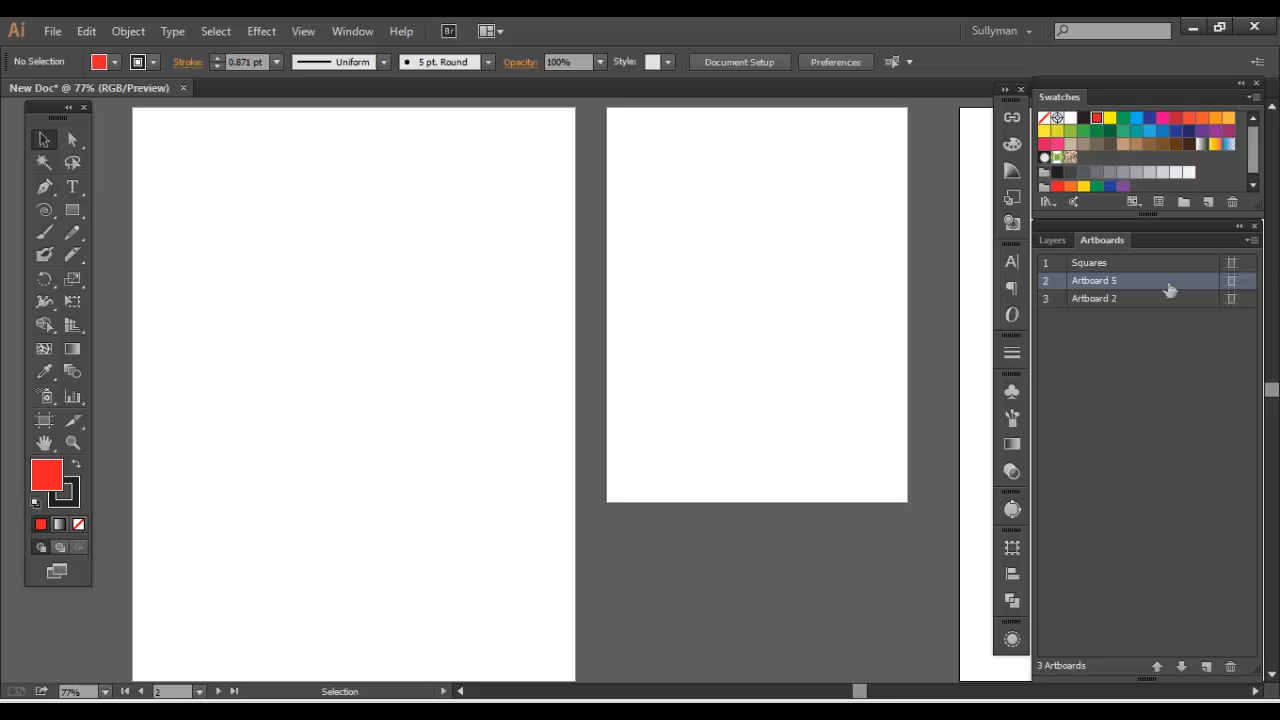 Ai File Edit Object Type Select Effect View Window Help Br Sullyman
No Selection Stroke: 0.871 pt Uniform 5 pt. Round Opacity: 100% Style: Document Setup Preferences
New Doc* @ 77% (RGB/Preview)
Swatches
Layers Artboards
1 Squares
2 Artboard 5
3 Artboard 2
3 Artboards
77% 2 Selection